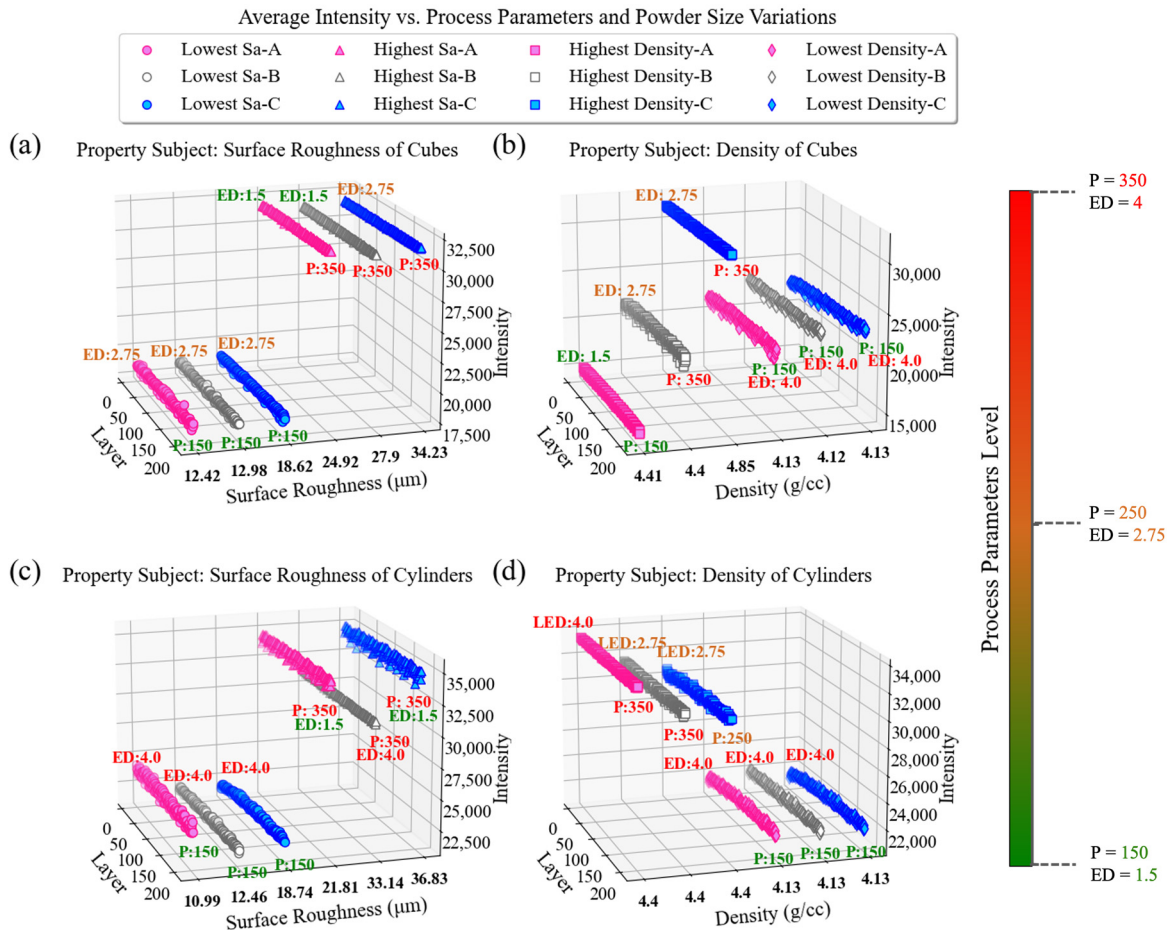 Average Intensity vs. Process Parameters and Powder Size Variations
Lowest Sa-A Highest Sa-A Highest Density-A Lowest Density-A
Lowest Sa-B Highest Sa-B Highest Density-B Lowest Density-B
Lowest Sa-C Highest Sa-C Highest Density-C Lowest Density-C
(a) Property Subject: Surface Roughness of Cubes
ED:1.5 ED:1.5 ED:2.75
P:350 P:350 P:350
ED:2.75 ED:2.75 ED:2.75
P:150 P:150 P:150
32,500
30,000
27,500
25,000
22,500
20,000
17,500
Intensity
0
50
100
150
200
Layer
12.42 12.98 18.62 24.92 27.9 34.23
Surface Roughness (μm)
(b) Property Subject: Density of Cubes
ED: 2.75
P: 350
ED: 2.75
P: 350
ED: 1.5
P: 150
P: 150
ED: 4.0
P: 150
ED: 4.0
P: 150
ED: 4.0
30,000
25,000
20,000
15,000
Intensity
0
50
100
150
200
Layer
4.41 4.4 4.85 4.13 4.12 4.13
Density (g/cc)
(c) Property Subject: Surface Roughness of Cylinders
P: 350
ED:1.5
P:350
ED:4.0
P: 350
ED:1.5
ED:4.0 ED:4.0 ED:4.0
P:150 P:150 P:150
35,000
32,500
30,000
27,500
25,000
22,500
Intensity
0
50
100
150
200
Layer
10.99 12.46 18.74 21.81 33.14 36.83
Surface Roughness (μm)
(d) Property Subject: Density of Cylinders
LED:4.0
LED:2.75
LED:2.75
P:350
P:350
P:250
ED:4.0 ED:4.0 ED:4.0
P:150 P:150 P:150
34,000
32,000
30,000
28,000
26,000
24,000
22,000
Intensity
0
50
100
150
200
Layer
4.4 4.4 4.4 4.13 4.13 4.13
Density (g/cc)
Process Parameters Level
P = 350
ED = 4
P = 250
ED = 2.75
P = 150
ED = 1.5